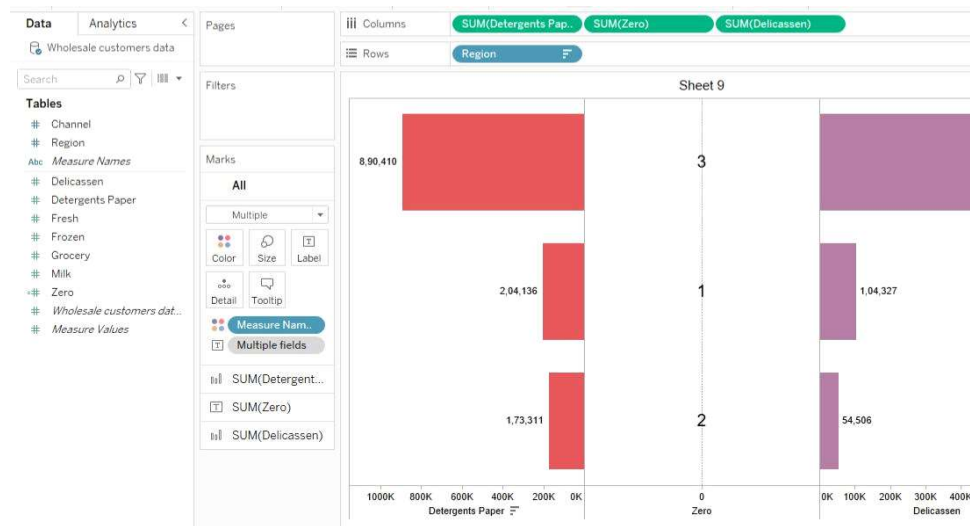 Data
Analytics
<
Pages
Columns
SUM(Detergents Pap..
SUM(Zero)
SUM(Delicassen)
Wholesale customers data
Rows
Region
Search
Filters
Sheet 9
Tables
# Channel
# Region
Abc Measure Names
# Delicassen
# Detergents Paper
# Fresh
# Frozen
# Grocery
# Milk
=# Zero
# Wholesale customers dat...
# Measure Values
Marks
All
Multiple
Color
Size
T
Label
Detail
Tooltip
Measure Nam..
T Multiple fields
SUM(Detergent...
T SUM(Zero)
SUM(Delicassen)
8,90,410
3
2,04,136
1
1,04,327
1,73,311
2
54,506
1000K 800K 600K 400K 200K 0K
0
0K 100K 200K 300K 400K
Detergents Paper
Zero
Delicassen